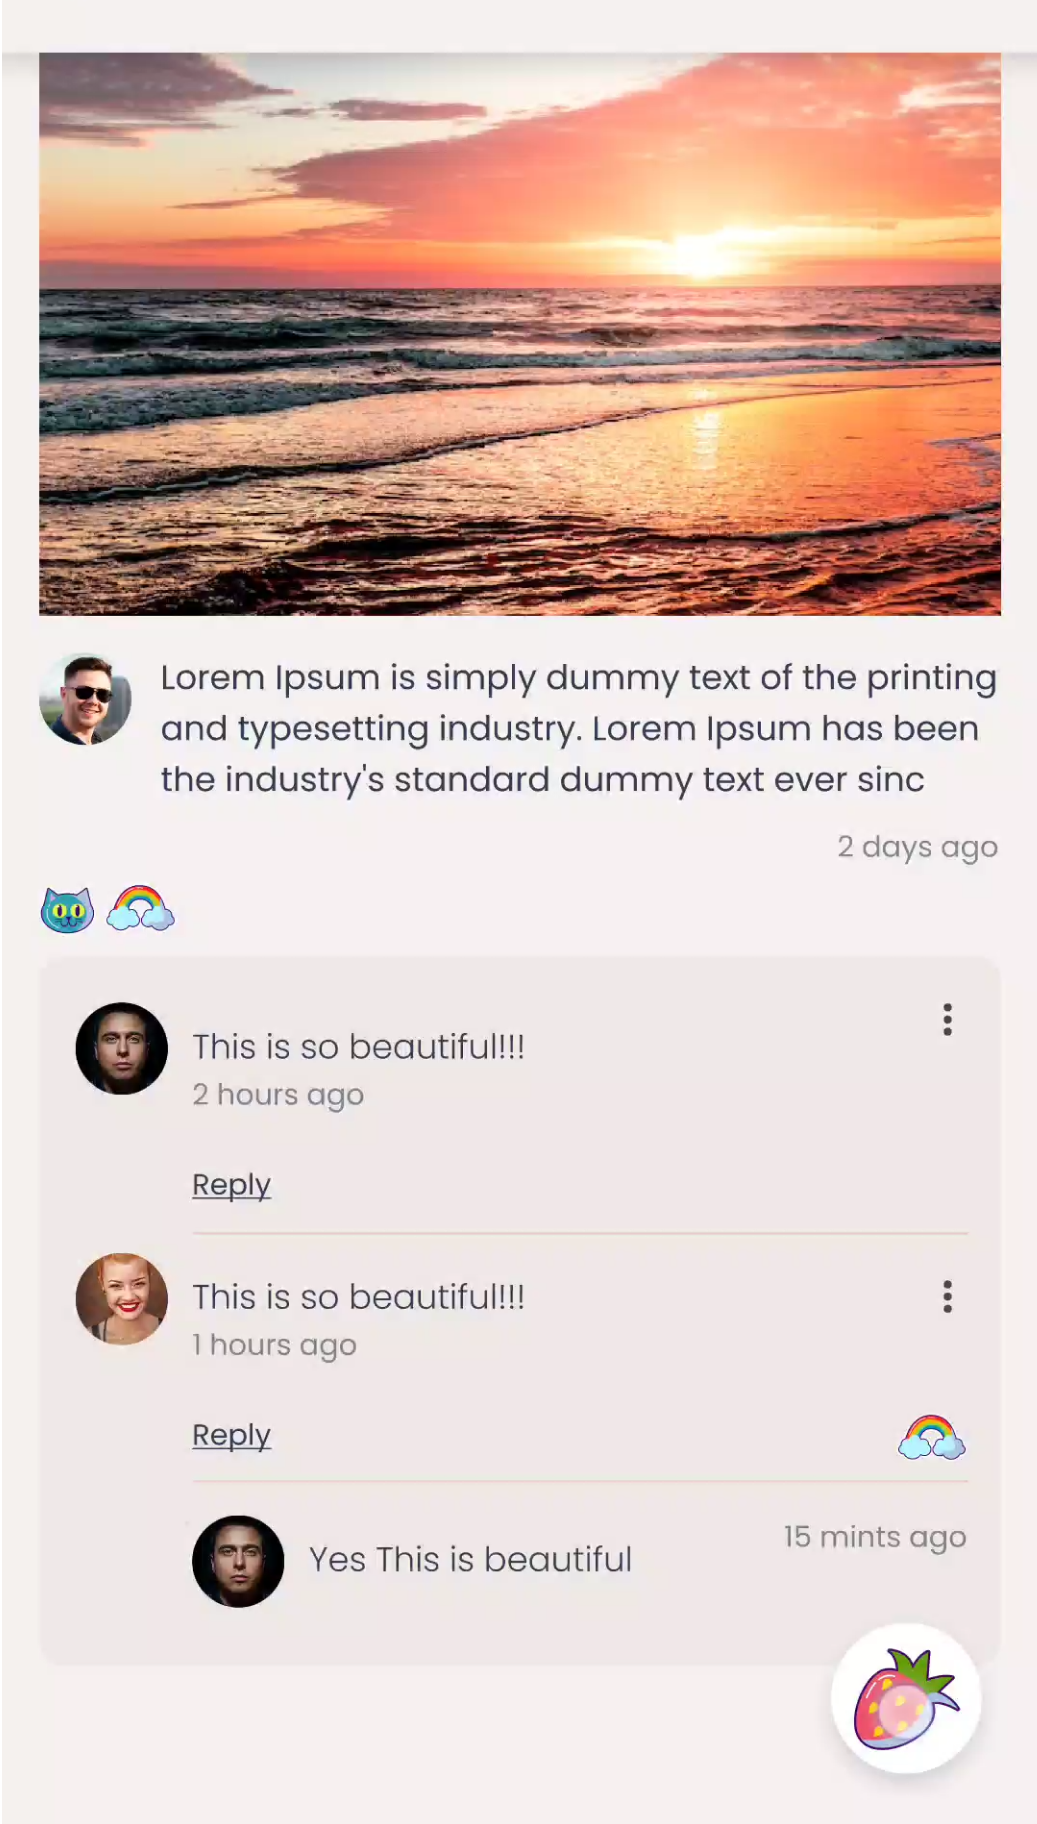 Lorem Ipsum is simply dummy text of the printing
and typesetting industry. Lorem Ipsum has been
the industry's standard dummy text ever sinc
2 days ago
This is so beautiful!!!
2 hours ago
Reply
This is so beautiful!!!
1 hours ago
Reply
15 mints ago
Yes This is beautiful